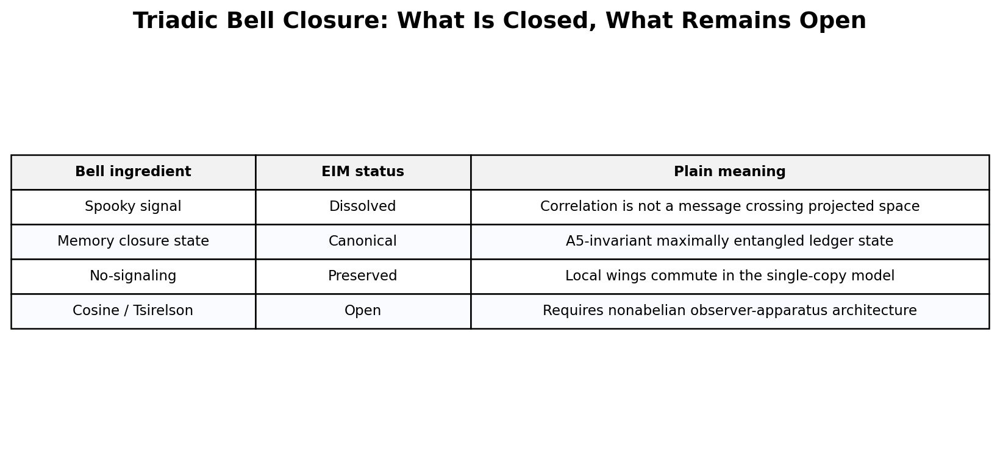 Triadic Bell Closure: What Is Closed, What Remains Open
Bell ingredient EIM status Plain meaning
Spooky signal Dissolved Correlation is not a message crossing projected space
Memory closure state Canonical A5-invariant maximally entangled ledger state
No-signaling Preserved Local wings commute in the single-copy model
Cosine / Tsirelson Open Requires nonabelian observer-apparatus architecture